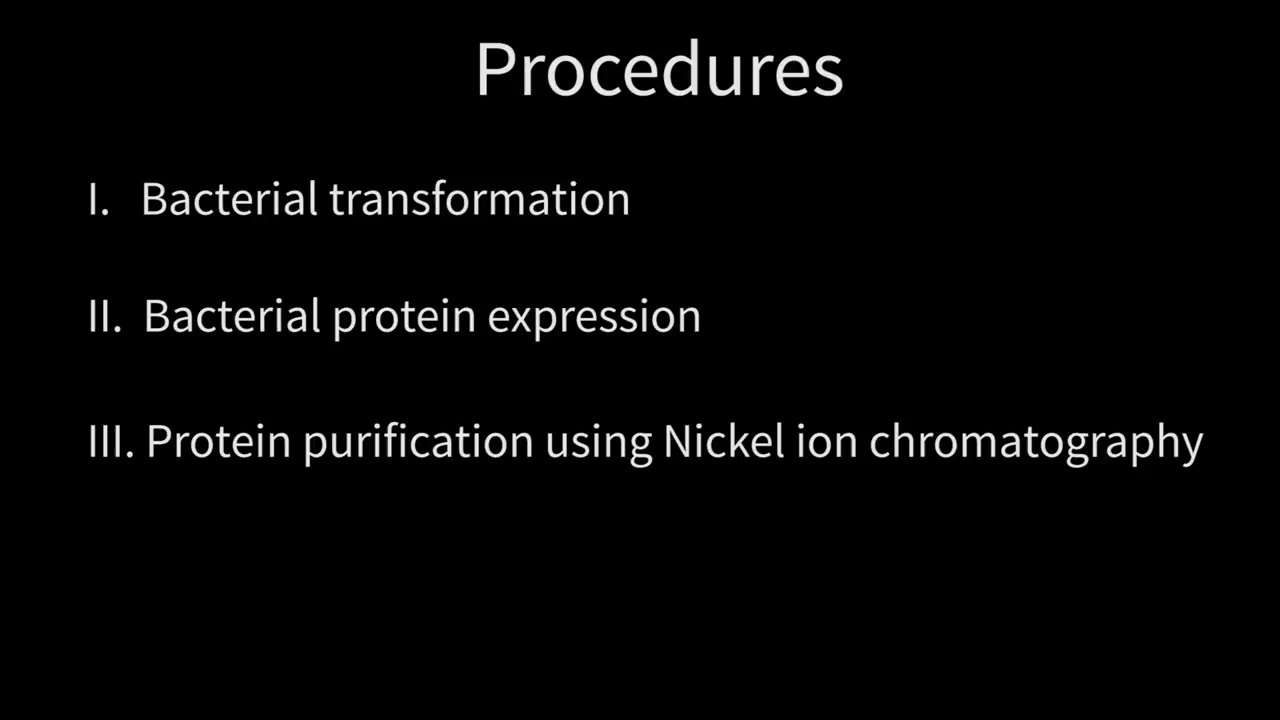 Procedures
I. Bacterial transformation
II. Bacterial protein expression
III. Protein purification using Nickel ion chromatography